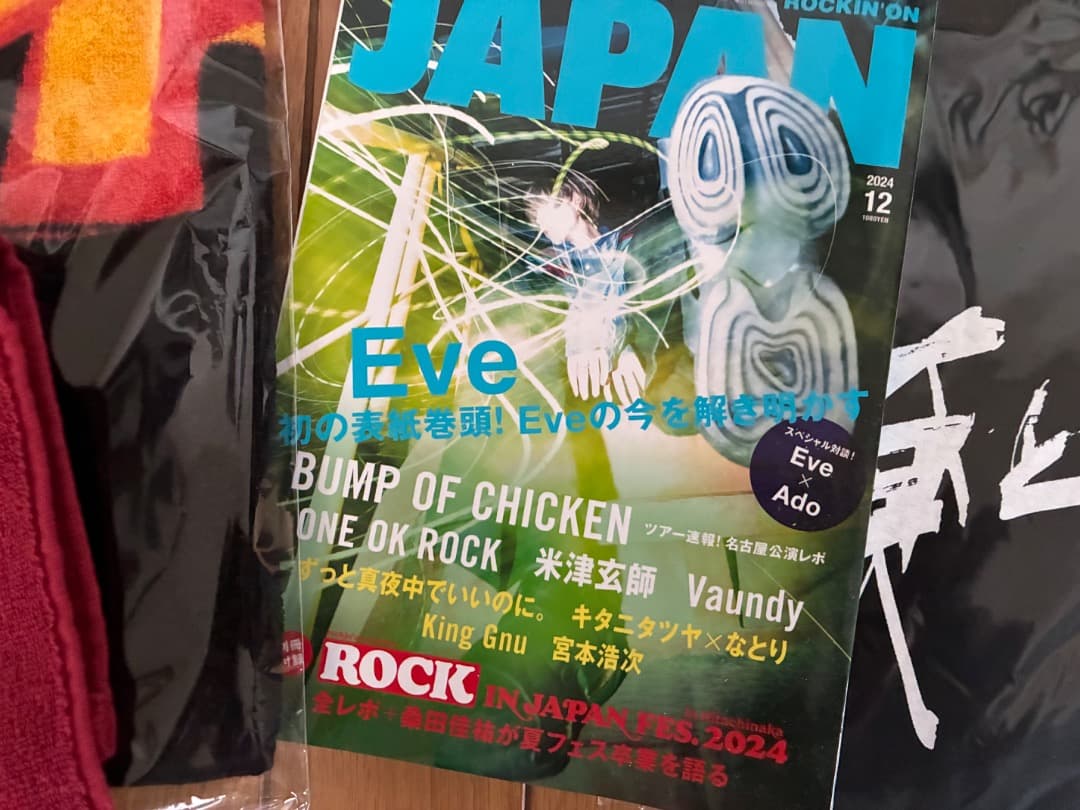 ROCKIN'ON
JAPAN
2024
12
Eve
初の表紙巻頭! Eveの今を解き明かす
スペシャル対談!
Eve
×
Ado
BUMP OF CHICKEN
ツアー速報! 名古屋公演レポ
ONE OK ROCK 米津玄師 Vaundy
ずっと真夜中でいいのに。 キタニタツヤ×なとり
King Gnu 宮本浩次
ROCK IN JAPAN FES. 2024
全レポ+桑田佳祐が夏フェス卒業を語る
と